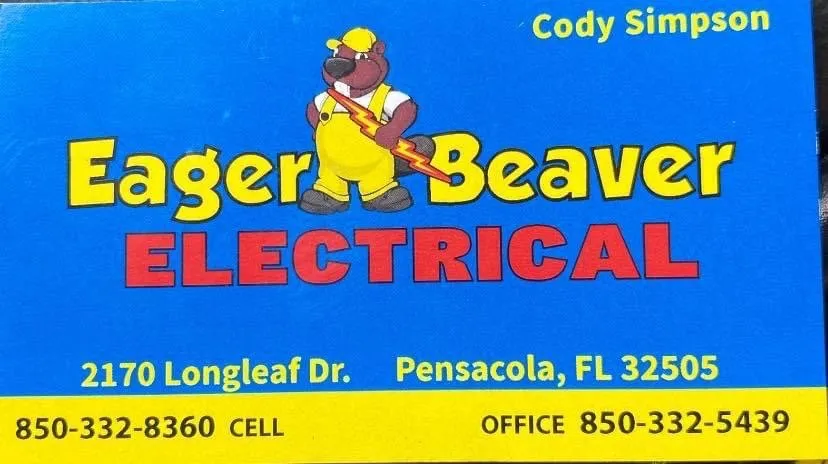 Cody Simpson
Eager Beaver
ELECTRICAL
2170 Longleaf Dr. Pensacola, FL 32505
850-332-8360 CELL OFFICE 850-332-5439